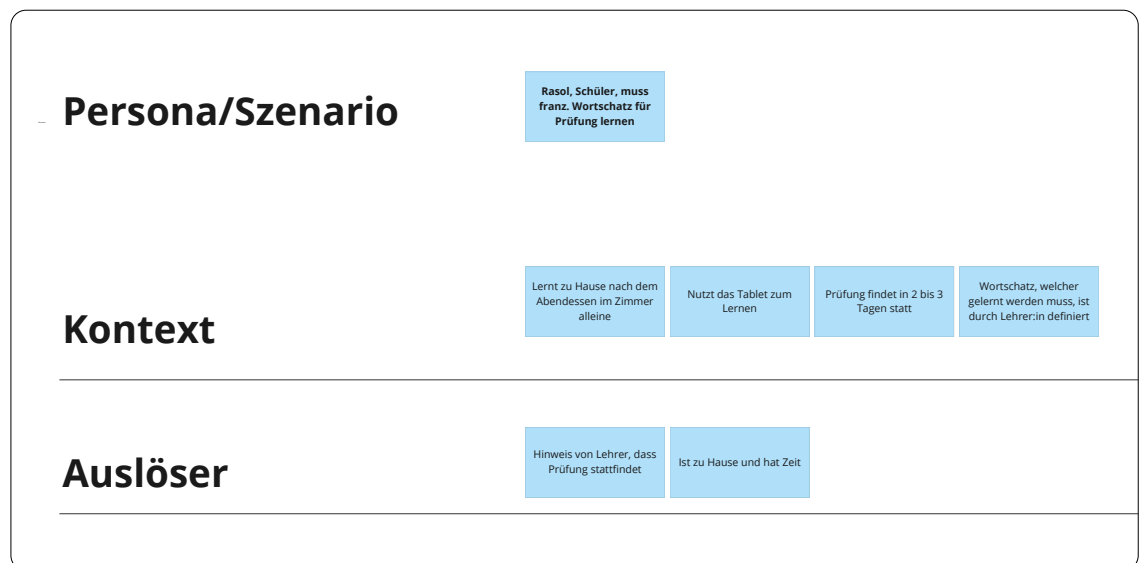 Persona/Szenario
Rasol, Schüler, muss
franz. Wortschatz für
Prüfung lernen
Kontext
Lernt zu Hause nach dem
Abendessen im Zimmer
alleine
Nutzt das Tablet zum
Lernen
Prüfung findet in 2 bis 3
Tagen statt
Wortschatz, welcher
gelernt werden muss, ist
durch Lehrer:in definiert
Auslöser
Hinweis von Lehrer, dass
Prüfung stattfindet
Ist zu Hause und hat Zeit